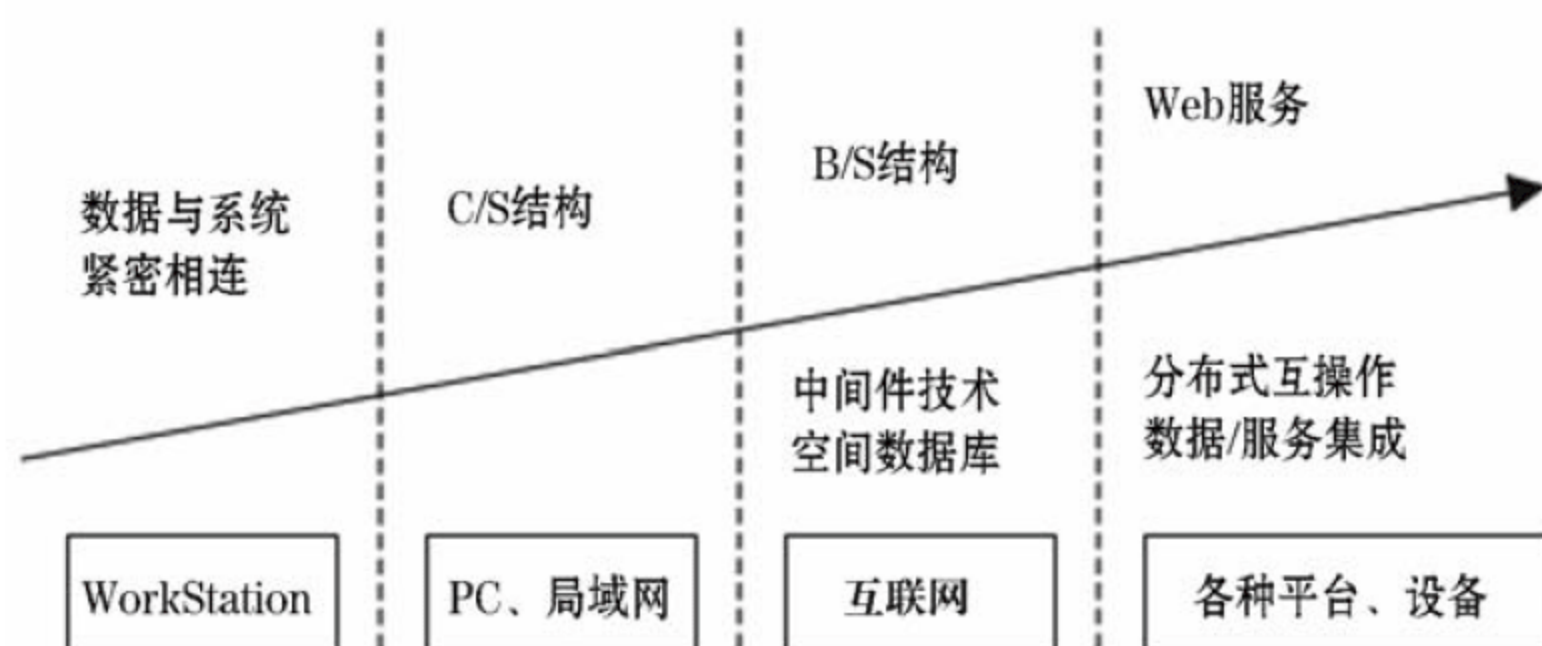 数据与系统
紧密相连
C/S结构
B/S结构
Web服务
中间件技术
空间数据库
分布式互操作
数据/服务集成
WorkStation
PC、局域网
互联网
各种平台、设备